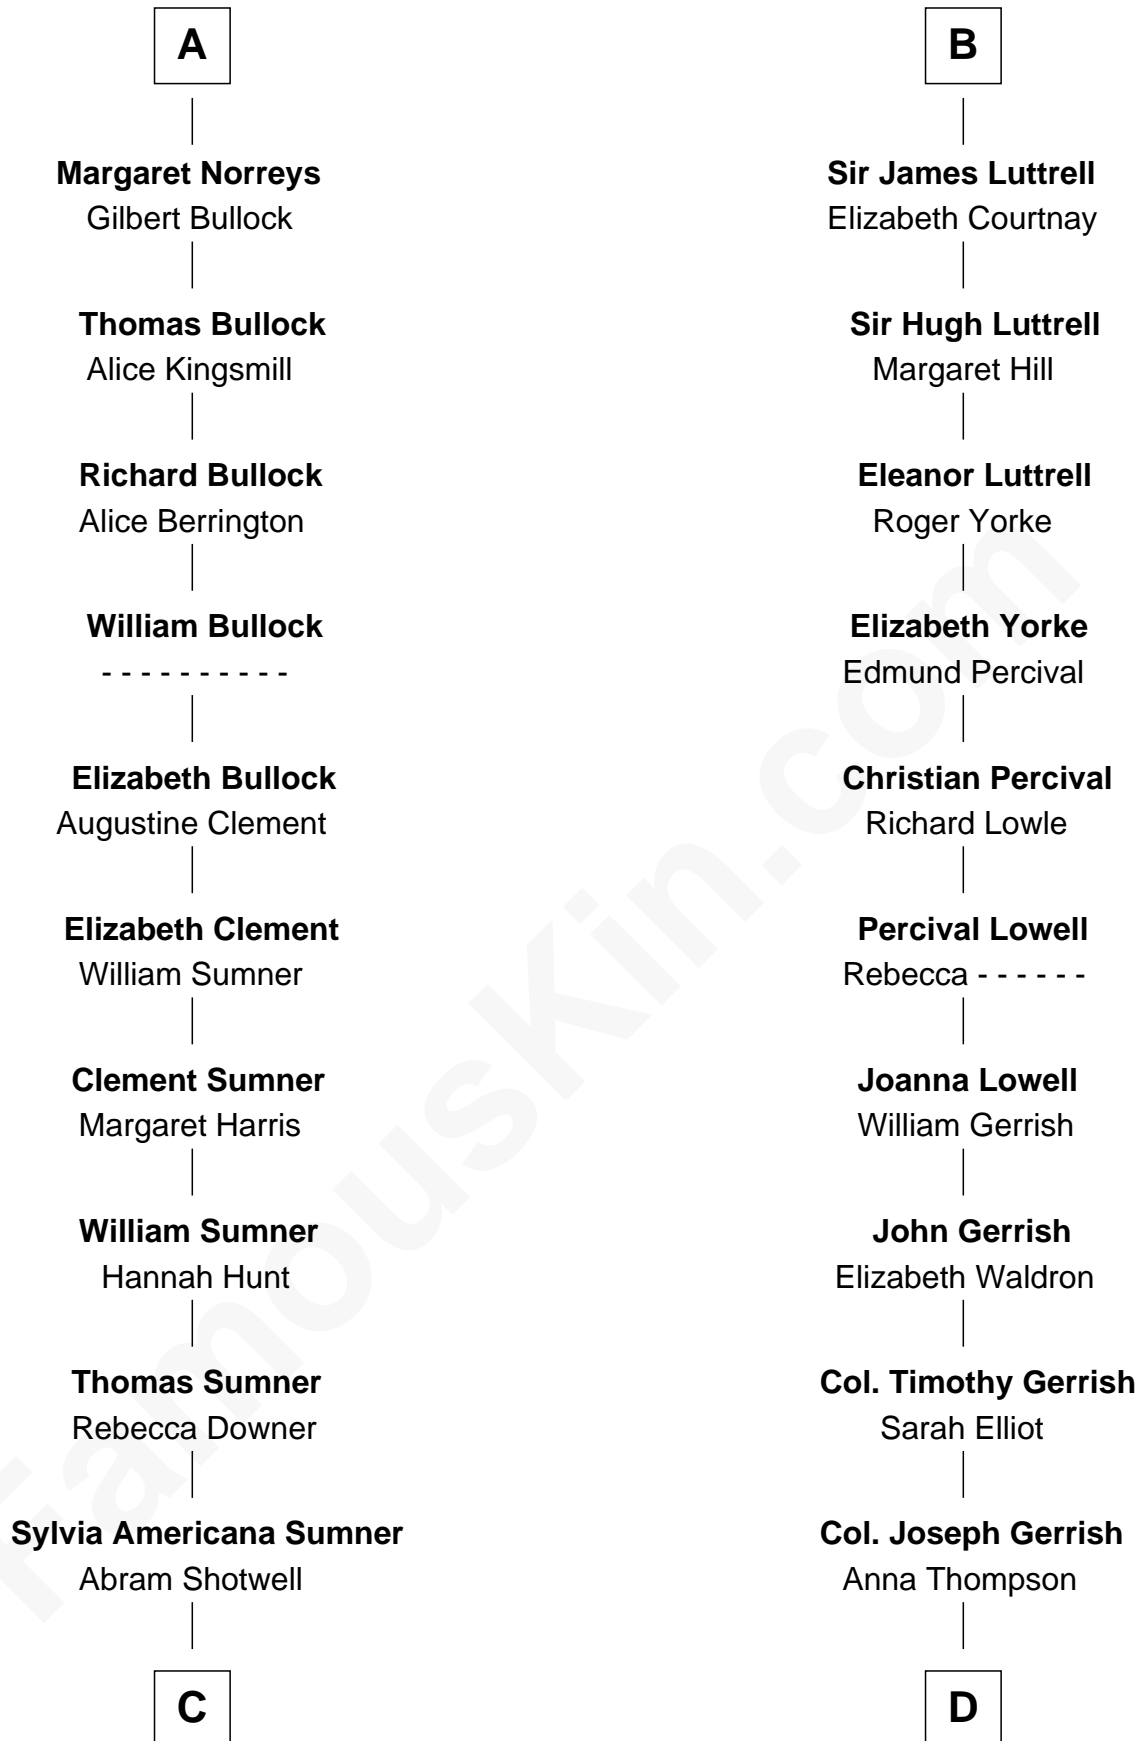 A
Margaret Norreys
Gilbert Bullock
Thomas Bullock
Alice Kingsmill
Richard Bullock
Alice Berrington
William Bullock
- - - - - - - - - -
Elizabeth Bullock
Augustine Clement
Elizabeth Clement
William Sumner
Clement Sumner
Margaret Harris
William Sumner
Hannah Hunt
Thomas Sumner
Rebecca Downer
Sylvia Americana Sumner
Abram Shotwell
C
B
Sir James Luttrell
Elizabeth Courtnay
Sir Hugh Luttrell
Margaret Hill
Eleanor Luttrell
Roger Yorke
Elizabeth Yorke
Edmund Percival
Christian Percival
Richard Lowle
Percival Lowell
Rebecca - - - - - -
Joanna Lowell
William Gerrish
John Gerrish
Elizabeth Waldron
Col. Timothy Gerrish
Sarah Elliot
Col. Joseph Gerrish
Anna Thompson
D
FamousKin.com